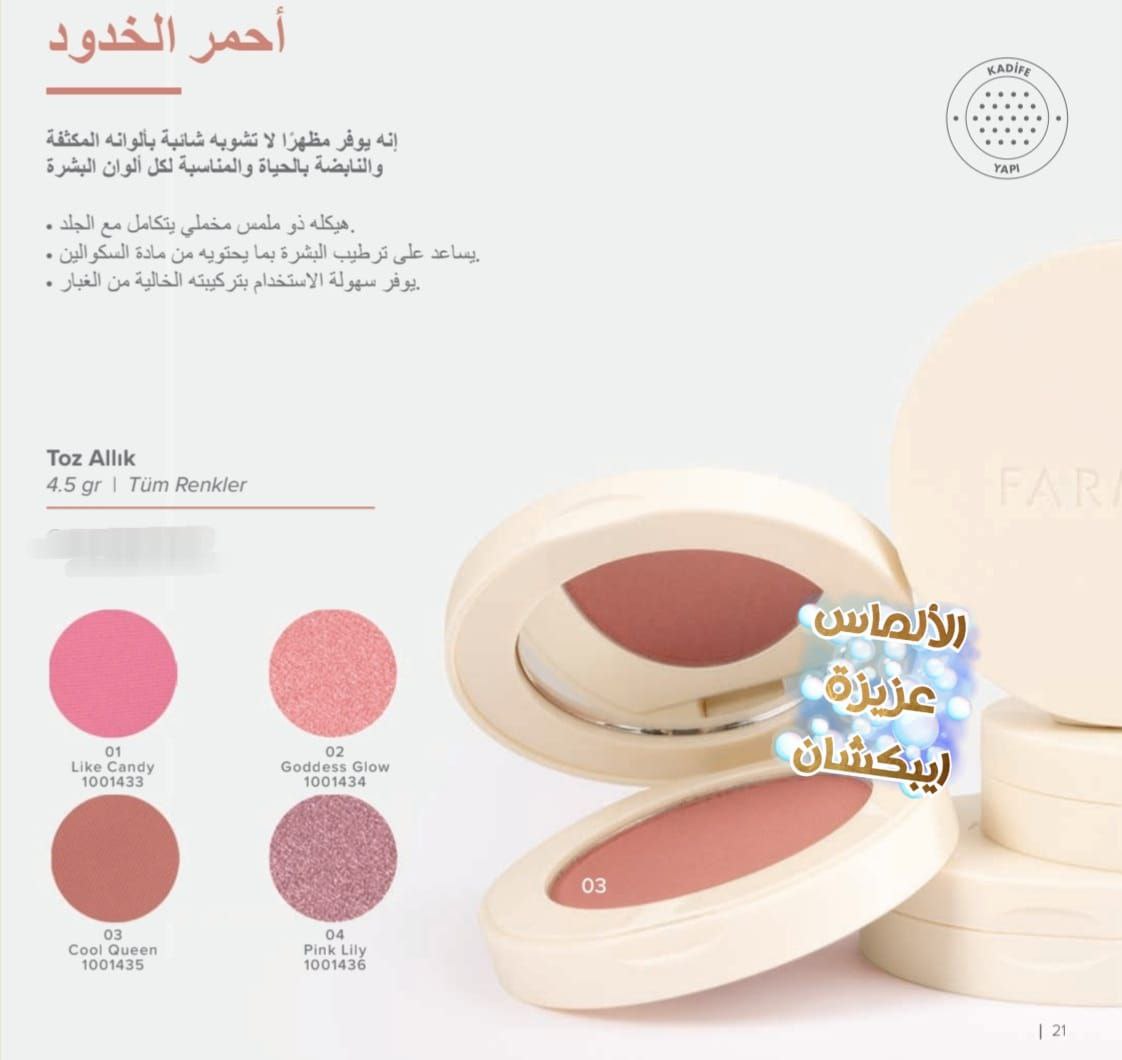 أحمر الخدود
KADİFE
YAPI
إنه يوفر مظهرًا لا تشوبه شائبة بألوانه المكثفة
والنابضة بالحياة والمناسبة لكل ألوان البشرة
• هيكله ذو ملمس مخملي يتكامل مع الجلد.
• يساعد على ترطيب البشرة بما يحتويه من مادة السكوالين.
• يوفر سهولة الاستخدام بتركيبته الخالية من الغبار.
Toz Allık
4.5 gr | Tüm Renkler
FARM
الألماس
عزيزة
ايبكشان
01
Like Candy
1001433
02
Goddess Glow
1001434
03
Cool Queen
1001435
04
Pink Lily
1001436
03
| 21